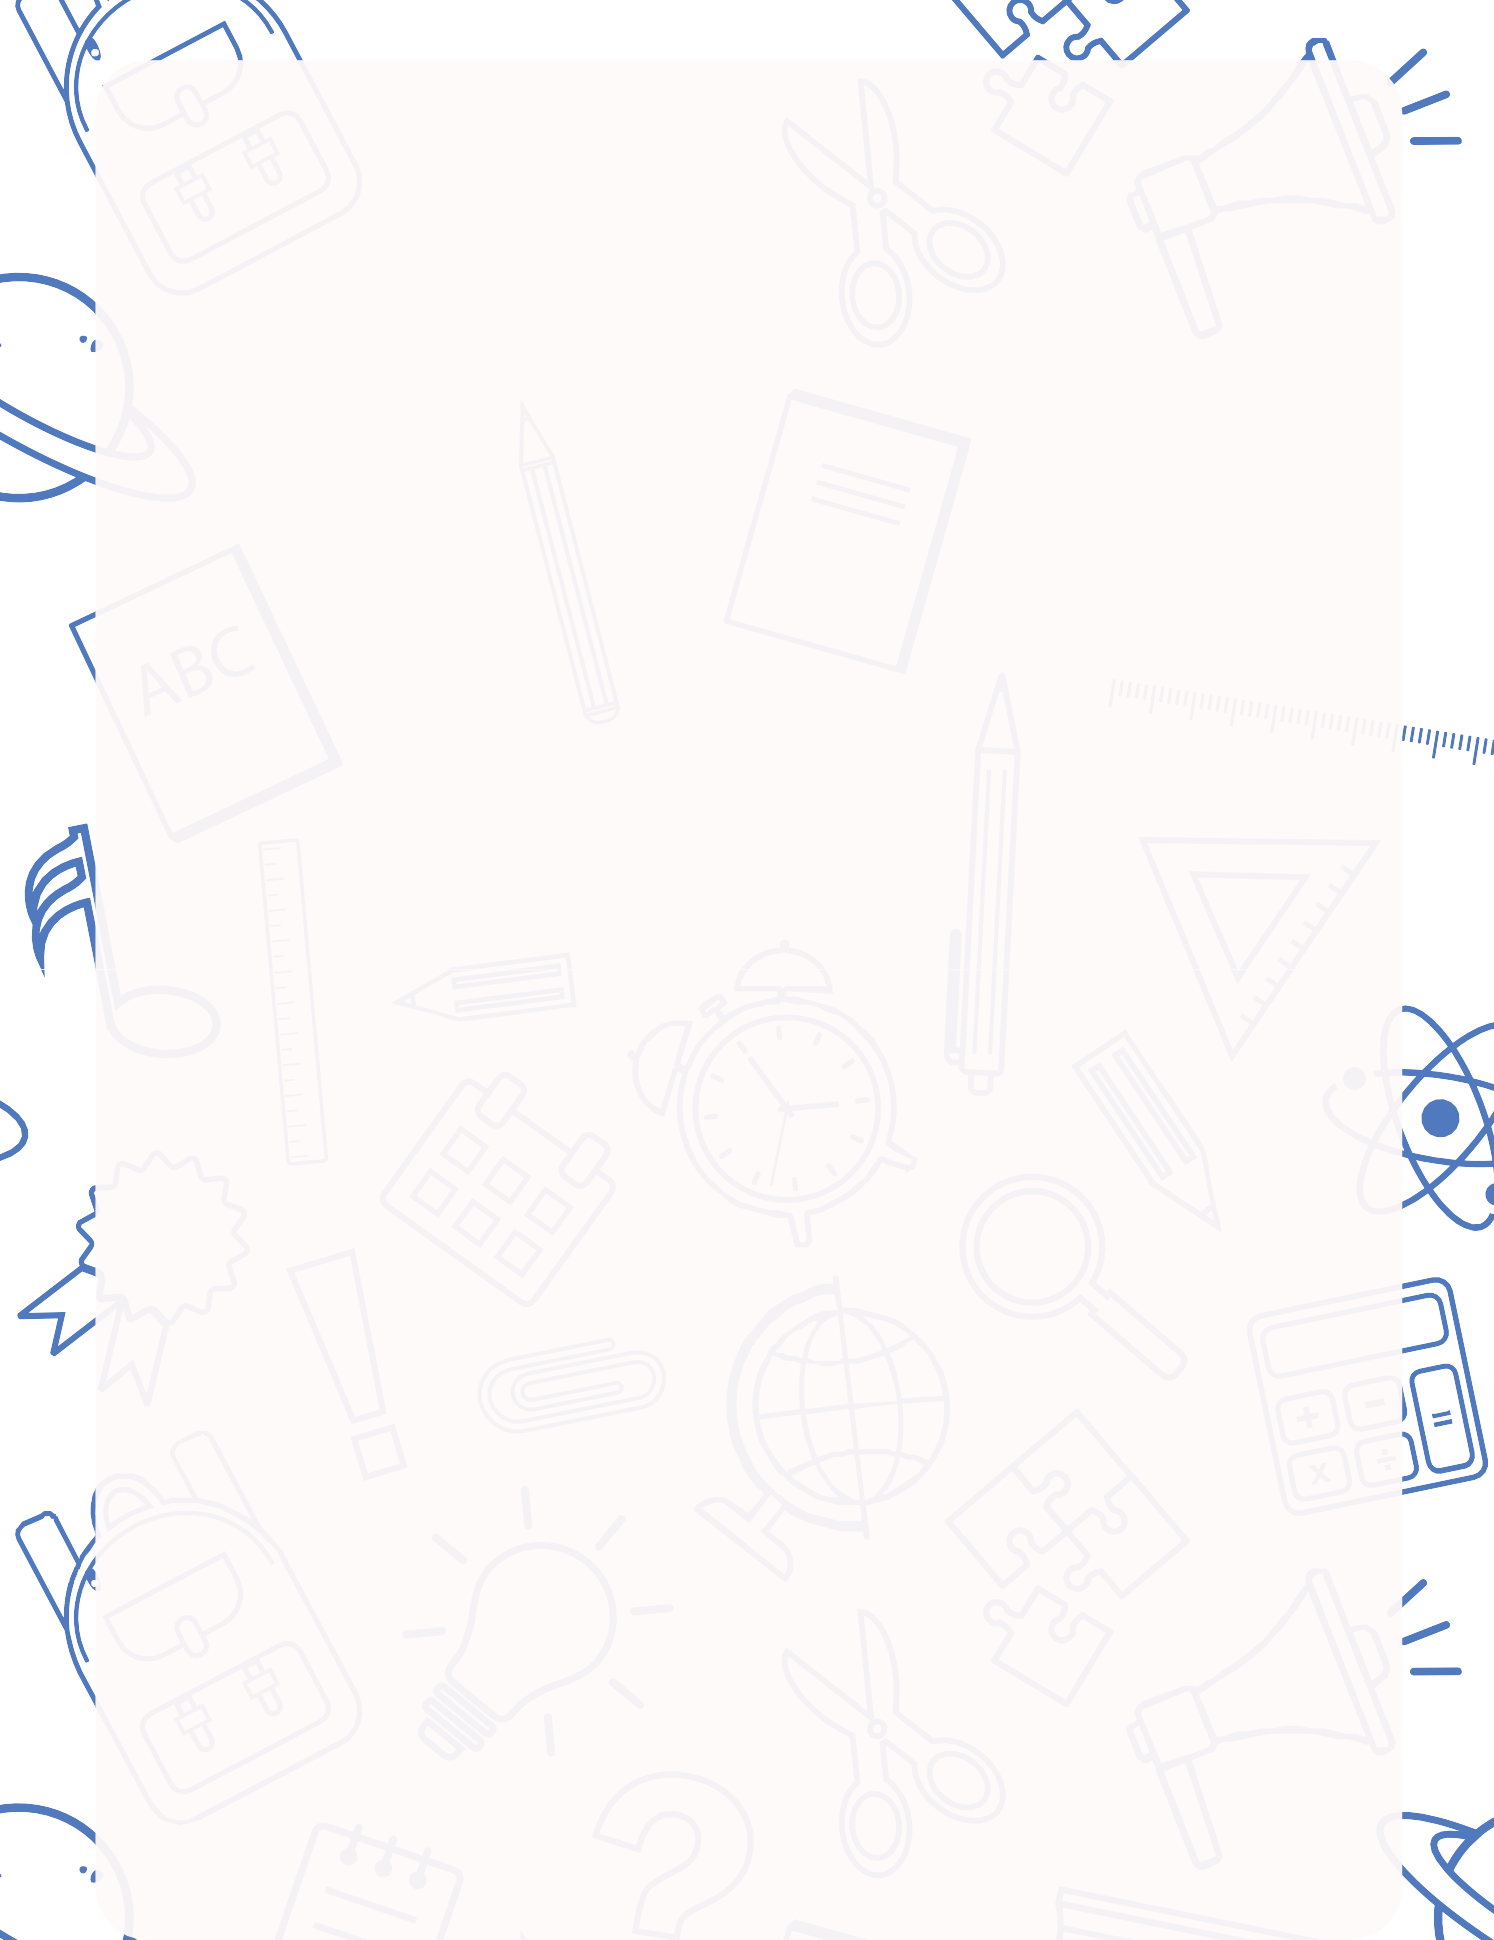 ABC
+ -
=
x ÷